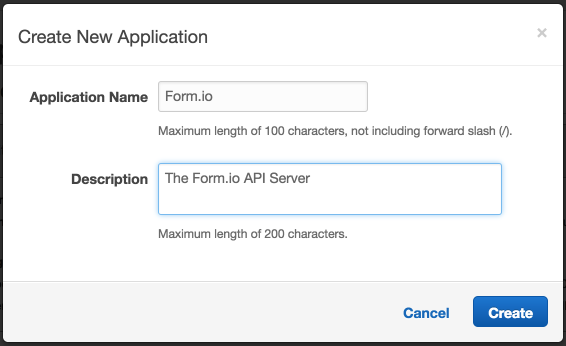 Create New Application
×
Application Name Form.io
Maximum length of 100 characters, not including forward slash (/).
Description The Form.io API Server
Maximum length of 200 characters.
Cancel Create